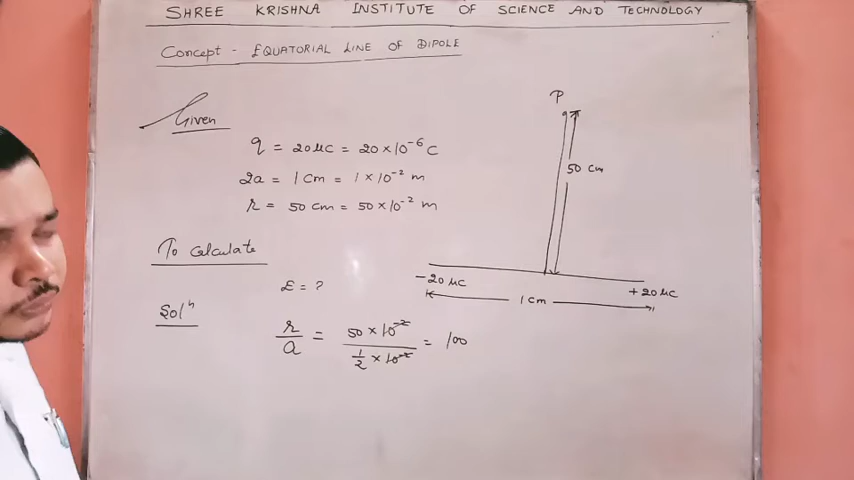 SHREE KRISHNA INSTITUTE OF SCIENCE AND TECHNOLOGY
Concept - EQUATORIAL LINE OF DIPOLE
Given
q = 20 μC = 20 × 10⁻⁶ C
2a = 1 cm = 1 × 10⁻² m
r = 50 cm = 50 × 10⁻² m
To Calculate
E = ?
Solⁿ
r/a = 50 × 10⁻² / ½ × 10⁻² = 100
P
50 cm
-20 μC
+20 μC
1 cm